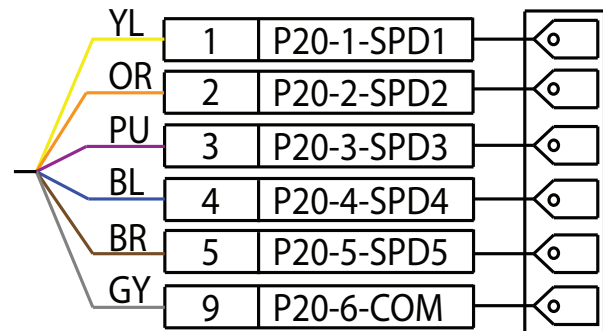 YL 1 P20-1-SPD1
OR 2 P20-2-SPD2
PU 3 P20-3-SPD3
BL 4 P20-4-SPD4
BR 5 P20-5-SPD5
GY 9 P20-6-COM